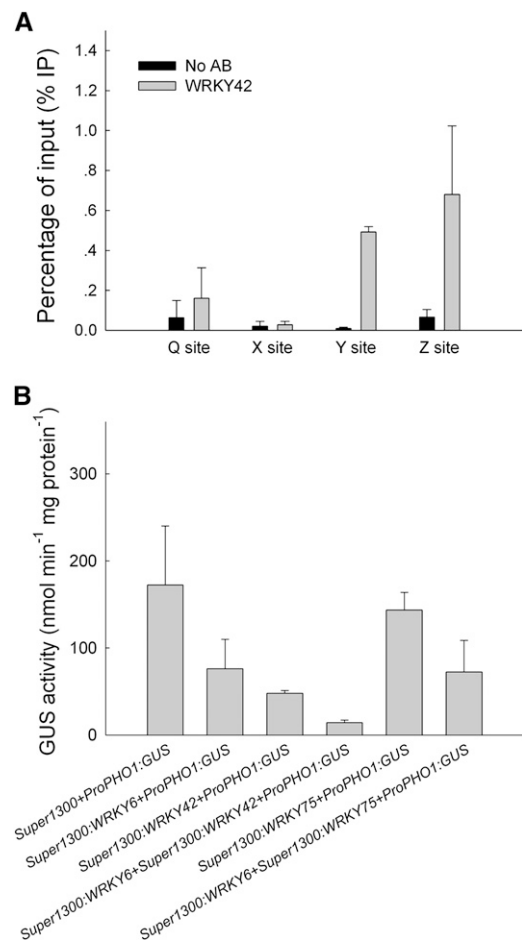 A
Percentage of input (% IP)
1.4
1.2
1.0
.8
.6
.4
.2
0.0
No AB
WRKY42
Q site
X site
Y site
Z site
B
GUS activity (nmol min⁻¹ mg protein⁻¹)
300
200
100
0
Super1300+ProPHO1:GUS
Super1300:WRKY6+ProPHO1:GUS
Super1300:WRKY42+ProPHO1:GUS
Super1300:WRKY6+Super1300:WRKY42+ProPHO1:GUS
Super1300:WRKY75+ProPHO1:GUS
Super1300:WRKY6+Super1300:WRKY75+ProPHO1:GUS